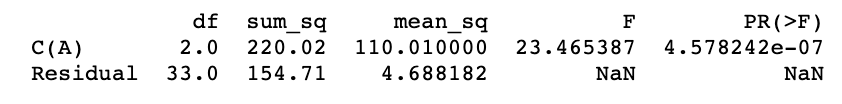 df sum_sq mean_sq F PR(>F)
C(A) 2.0 220.02 110.010000 23.465387 4.578242e-07
Residual 33.0 154.71 4.688182 NaN NaN